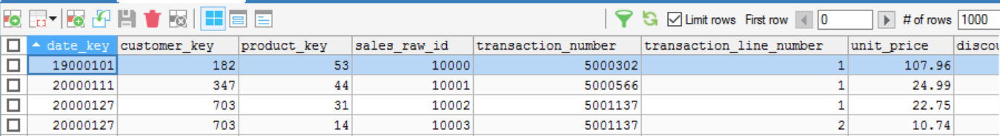 Limit rows First row 0 # of rows 1000
date_key customer_key product_key sales_raw_id transaction_number transaction_line_number unit_price discou
19000101 182 53 10000 5000302 1 107.96
20000111 347 44 10001 5000566 1 24.99
20000127 703 31 10002 5001137 1 22.75
20000127 703 14 10003 5001137 2 10.74